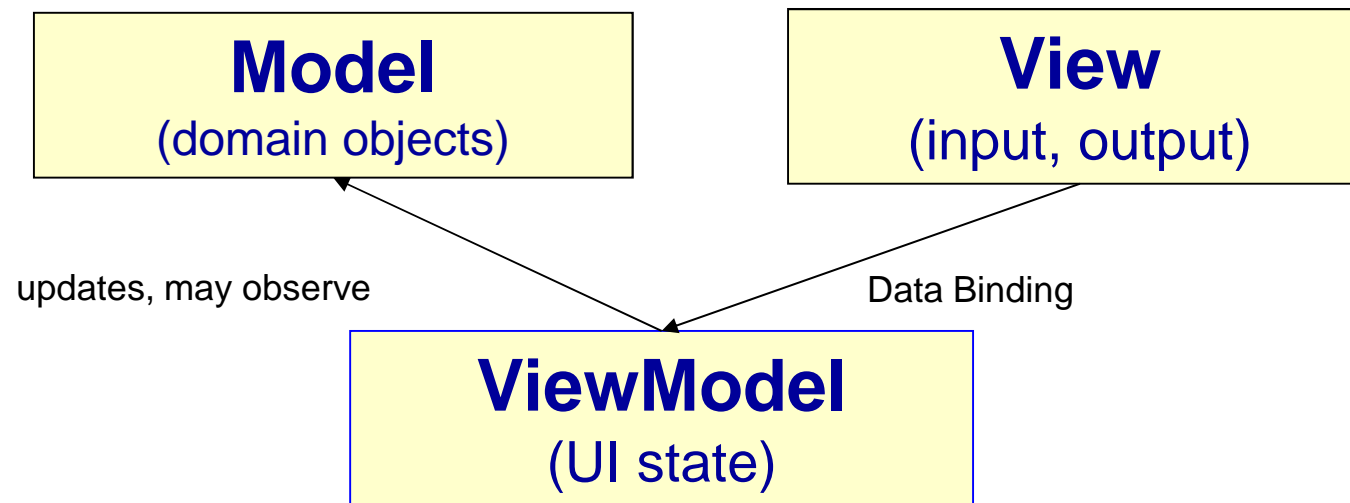 Model
(domain objects)
View
(input, output)
updates, may observe
Data Binding
ViewModel
(UI state)